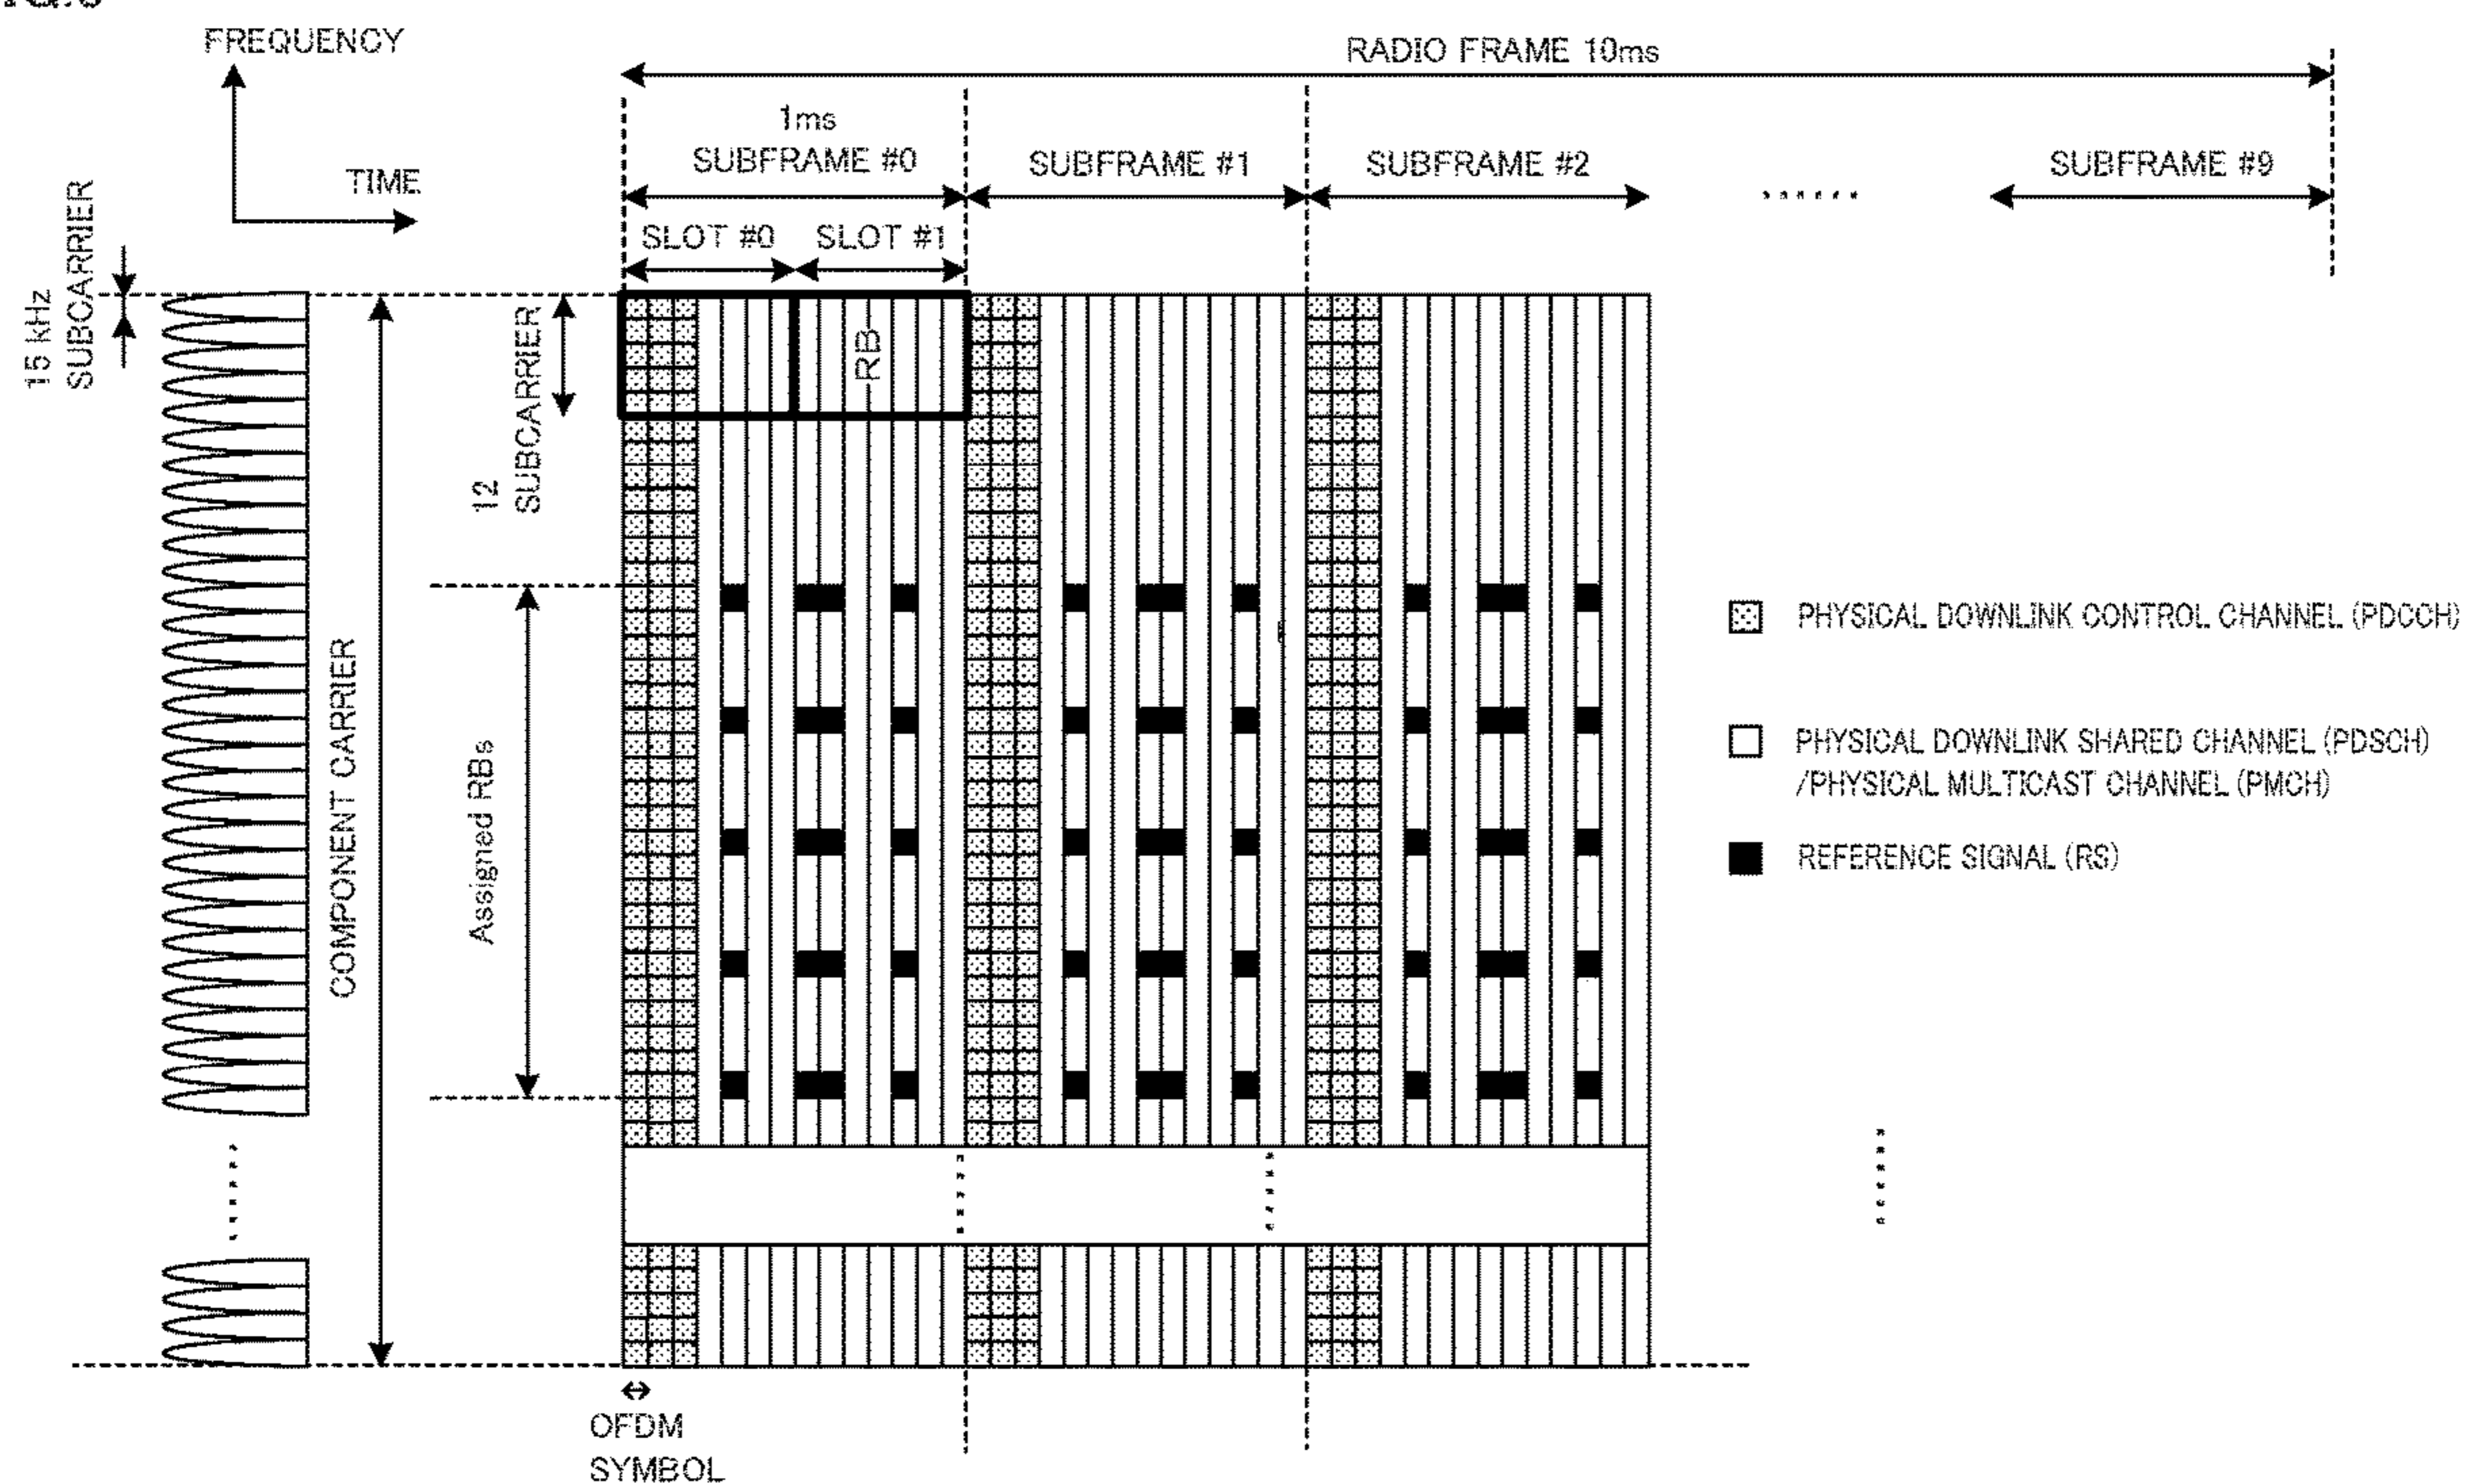 FREQUENCY
TIME
RADIO FRAME 10ms
1ms
SUBFRAME #0
SUBFRAME #1
SUBFRAME #2
SUBFRAME #9
SLOT #0
SLOT #1
15 kHz
SUBCARRIER
12
SUBCARRIER
RB
COMPONENT CARRIER
Assigned RBs
PHYSICAL DOWNLINK CONTROL CHANNEL (PDCCH)
PHYSICAL DOWNLINK SHARED CHANNEL (PDSCH)
/PHYSICAL MULTICAST CHANNEL (PMCH)
REFERENCE SIGNAL (RS)
OFDM
SYMBOL